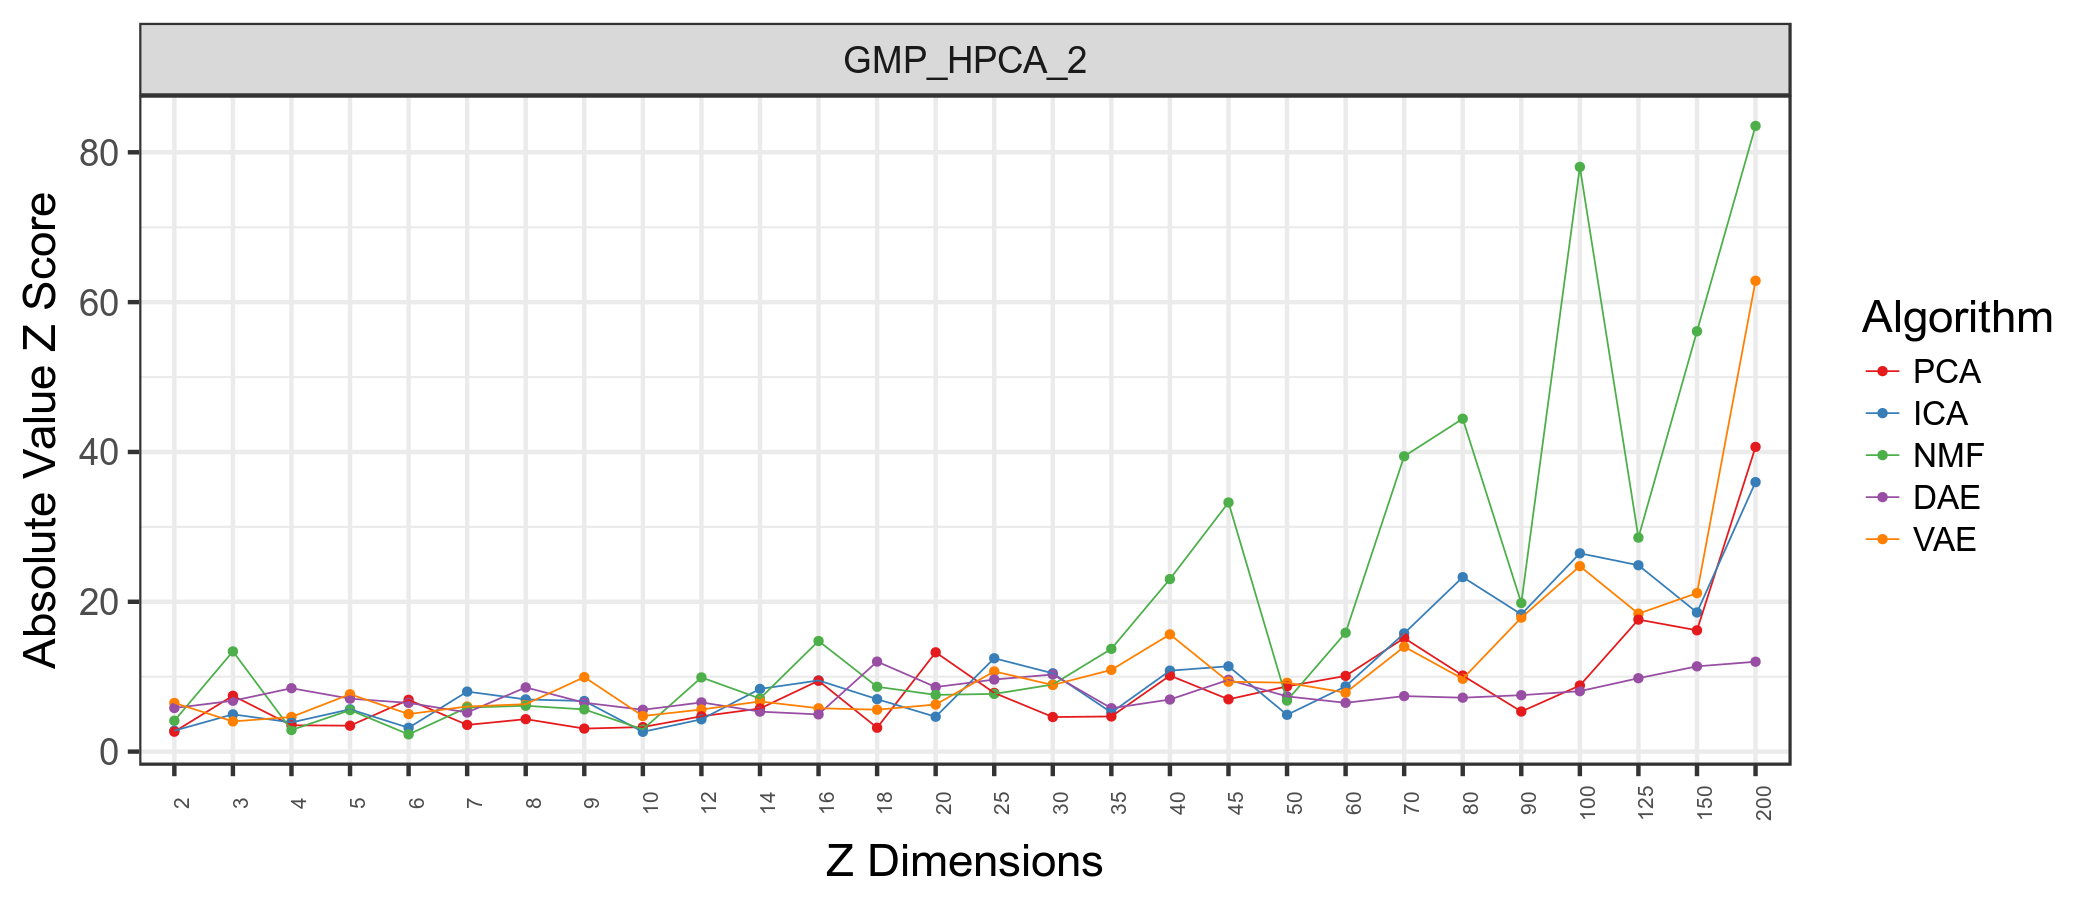 GMP_HPCA_2
Absolute Value Z Score
80
60
40
20
0
2 3 4 5 6 7 8 9 10 12 14 16 18 20 25 30 35 40 45 50 60 70 80 90 100 125 150 200
Z Dimensions
Algorithm
PCA
ICA
NMF
DAE
VAE